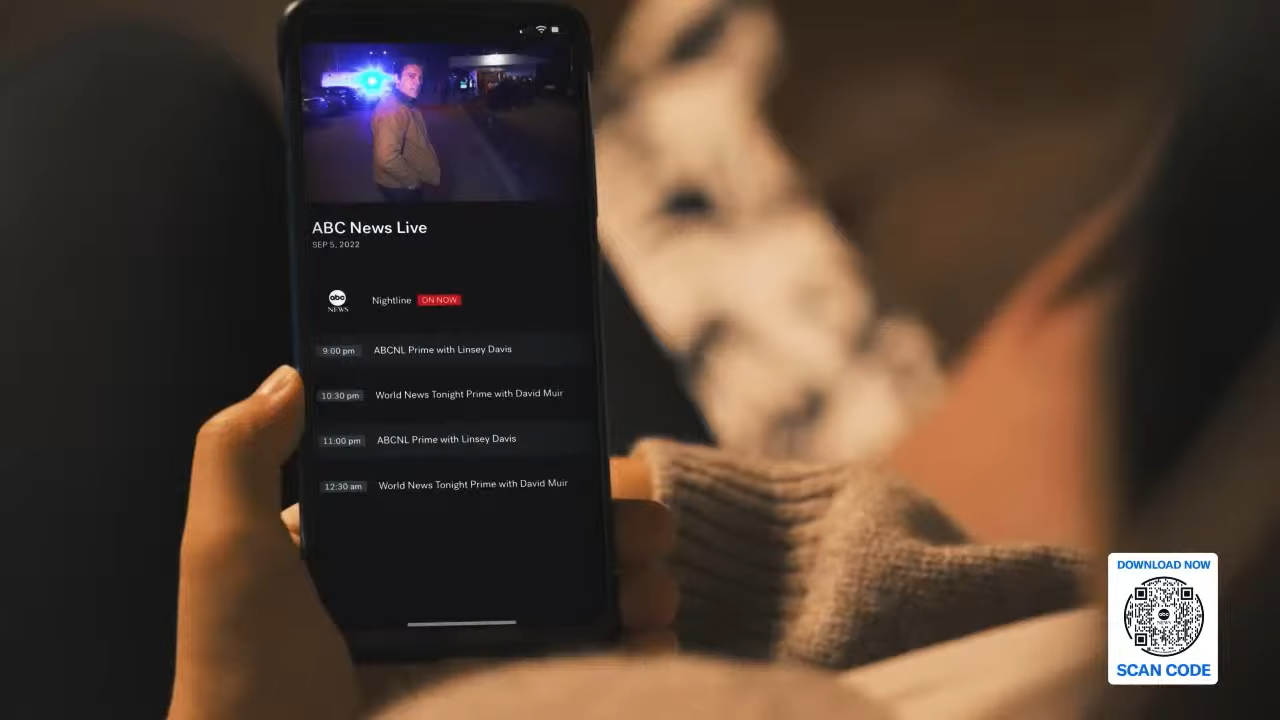 ABC News Live
SEP 5, 2022
abc
NEWS
Nightline ON NOW
9:00 pm ABCNL Prime with Linsey Davis
10:30 pm World News Tonight Prime with David Muir
11:00 pm ABCNL Prime with Linsey Davis
12:30 am World News Tonight Prime with David Muir
DOWNLOAD NOW
abc
NEWS
SCAN CODE